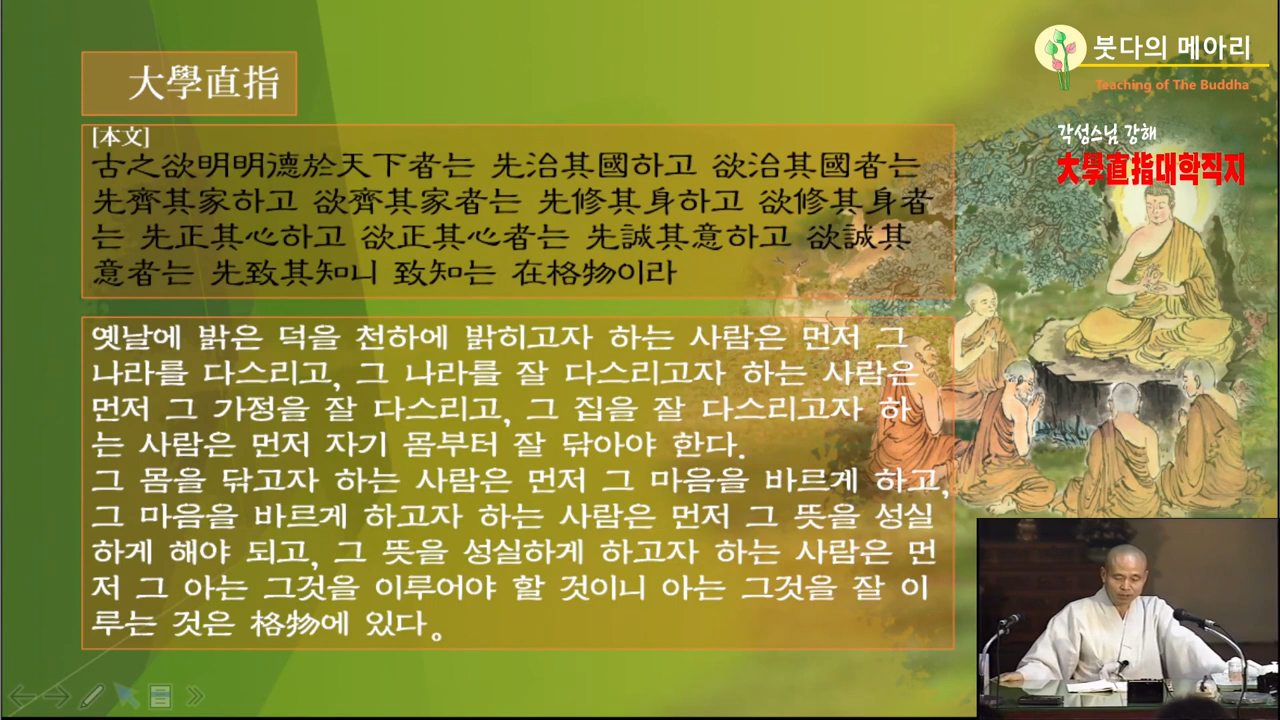 大學直指
[本文]
古之欲明明德於天下者는 先治其國하고 欲治其國者는
先齊其家하고 欲齊其家者는 先修其身하고 欲修其身者
는 先正其心하고 欲正其心者는 先誠其意하고 欲誠其
意者는 先致其知니 致知는 在格物이라
옛날에 밝은 덕을 천하에 밝히고자 하는 사람은 먼저 그
나라를 다스리고, 그 나라를 잘 다스리고자 하는 사람은
먼저 그 가정을 잘 다스리고, 그 집을 잘 다스리고자 하
는 사람은 먼저 자기 몸부터 잘 닦아야 한다.
그 몸을 닦고자 하는 사람은 먼저 그 마음을 바르게 하고,
그 마음을 바르게 하고자 하는 사람은 먼저 그 뜻을 성실
하게 해야 되고, 그 뜻을 성실하게 하고자 하는 사람은 먼
저 그 아는 그것을 이루어야 할 것이니 아는 그것을 잘 이
루는 것은 格物에 있다。
붓다의 메아리
Teaching of The Buddha
각성스님 강해
大學直指대학직지